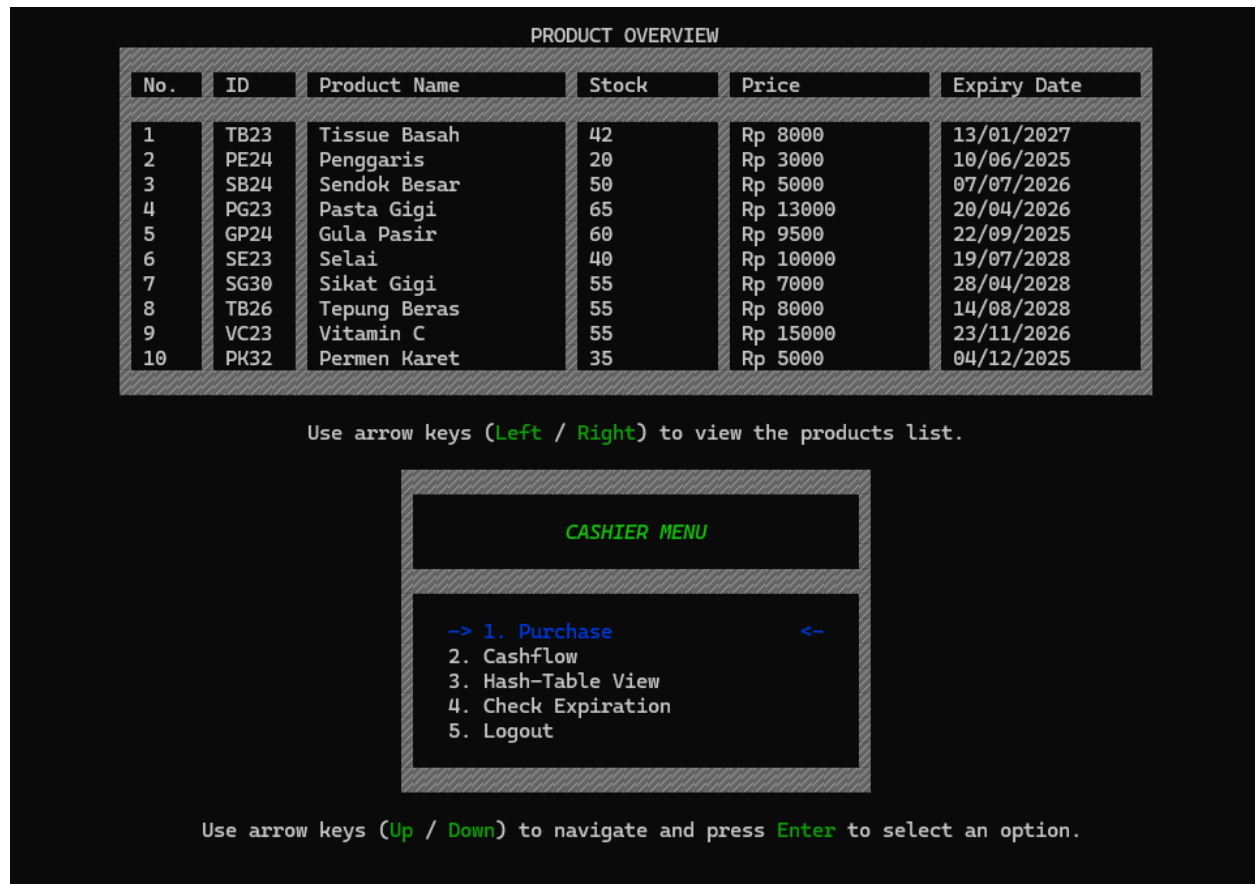 PRODUCT OVERVIEW
No. ID Product Name Stock Price Expiry Date
1 TB23 Tissue Basah 42 Rp 8000 13/01/2027
2 PE24 Penggaris 20 Rp 3000 10/06/2025
3 SB24 Sendok Besar 50 Rp 5000 07/07/2026
4 PG23 Pasta Gigi 65 Rp 13000 20/04/2026
5 GP24 Gula Pasir 60 Rp 9500 22/09/2025
6 SE23 Selai 40 Rp 10000 19/07/2028
7 SG30 Sikat Gigi 55 Rp 7000 28/04/2028
8 TB26 Tepung Beras 55 Rp 8000 14/08/2028
9 VC23 Vitamin C 55 Rp 15000 23/11/2026
10 PK32 Permen Karet 35 Rp 5000 04/12/2025
Use arrow keys (Left / Right) to view the products list.
CASHIER MENU
-> 1. Purchase <-
2. Cashflow
3. Hash-Table View
4. Check Expiration
5. Logout
Use arrow keys (Up / Down) to navigate and press Enter to select an option.